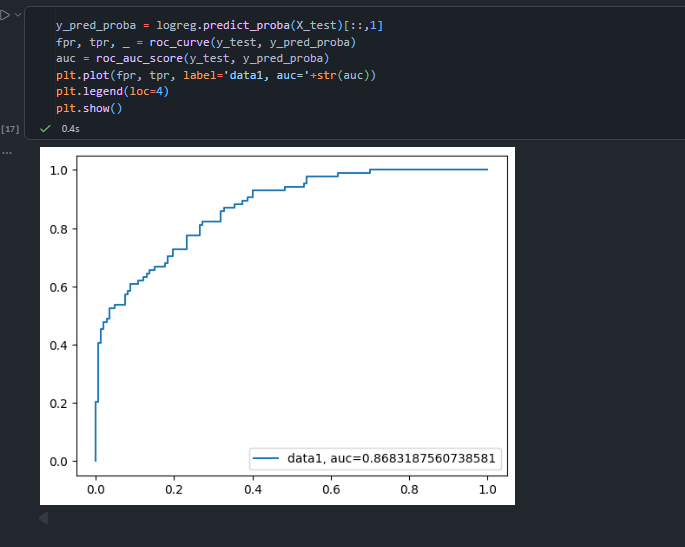 y_pred_proba = logreg.predict_proba(X_test)[::,1]
fpr, tpr, _ = roc_curve(y_test, y_pred_proba)
auc = roc_auc_score(y_test, y_pred_proba)
plt.plot(fpr, tpr, label='data1, auc='+str(auc))
plt.legend(loc=4)
plt.show()
[17]
0.4s
...
1.0
0.8
0.6
0.4
0.2
0.0
data1, auc=0.8683187560738581
0.0 0.2 0.4 0.6 0.8 1.0